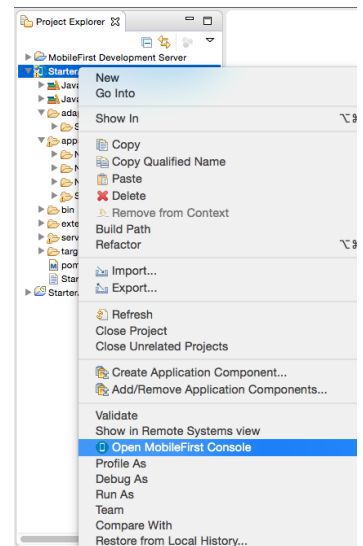 Project Explorer
MobileFirst Development Server
Starter
New
Java
Go Into
Java
adap
Show In
S
app
Copy
N
Copy Qualified Name
N
Paste
N
Delete
S
Remove from Context
bin
Build Path
exte
Refactor
serv
targ
Import...
pom
Export...
Star
Starter
Refresh
Close Project
Close Unrelated Projects
Create Application Component...
Add/Remove Application Components...
Validate
Show in Remote Systems view
Open MobileFirst Console
Profile As
Debug As
Run As
Team
Compare With
Restore from Local History...